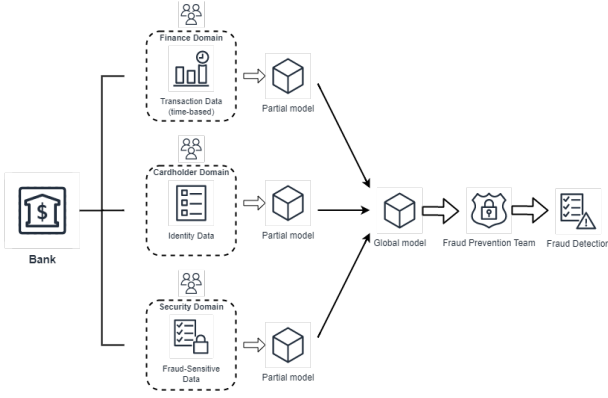 Finance Domain
Transaction Data
(time-based)
Partial model
Cardholder Domain
Identity Data
Partial model
Bank
Global model
Fraud Prevention Team
Fraud Detection
Security Domain
Fraud-Sensitive
Data
Partial model